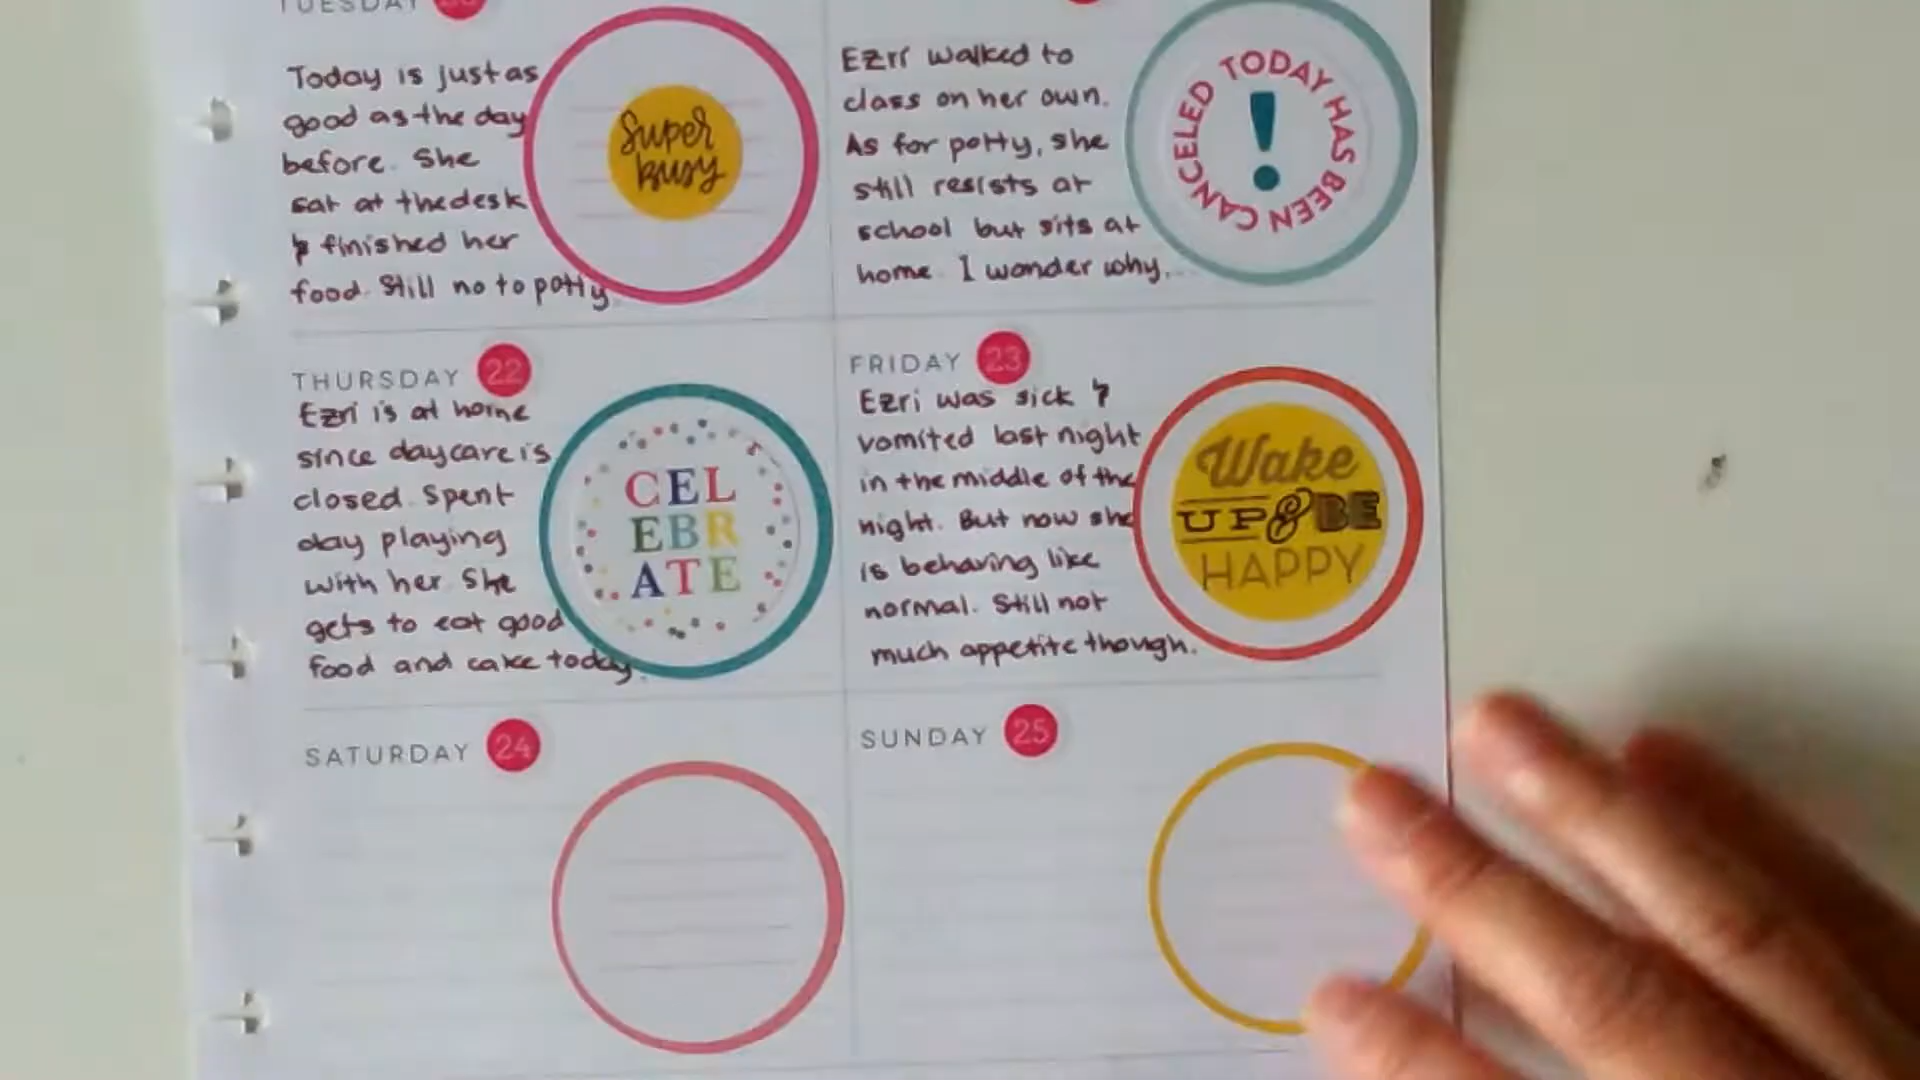 TUESDAY
Today is just as
good as the day
before. She
sat at the desk
& finished her
food. Still no to potty.
Super
busy
Ezri walked to
class on her own.
As for potty, she
still resists at
school but sits at
home. I wonder why...
TODAY HAS BEEN CANCELED
!
THURSDAY 22
Ezri is at home
since daycare is
closed. Spent
day playing
with her. She
gets to eat good
food and cake today.
CEL
EBR
ATE
FRIDAY 23
Ezri was sick &
vomited last night
in the middle of the
night. But now she
is behaving like
normal. Still not
much appetite though.
Wake
UP & BE
HAPPY
SATURDAY 24
SUNDAY 25